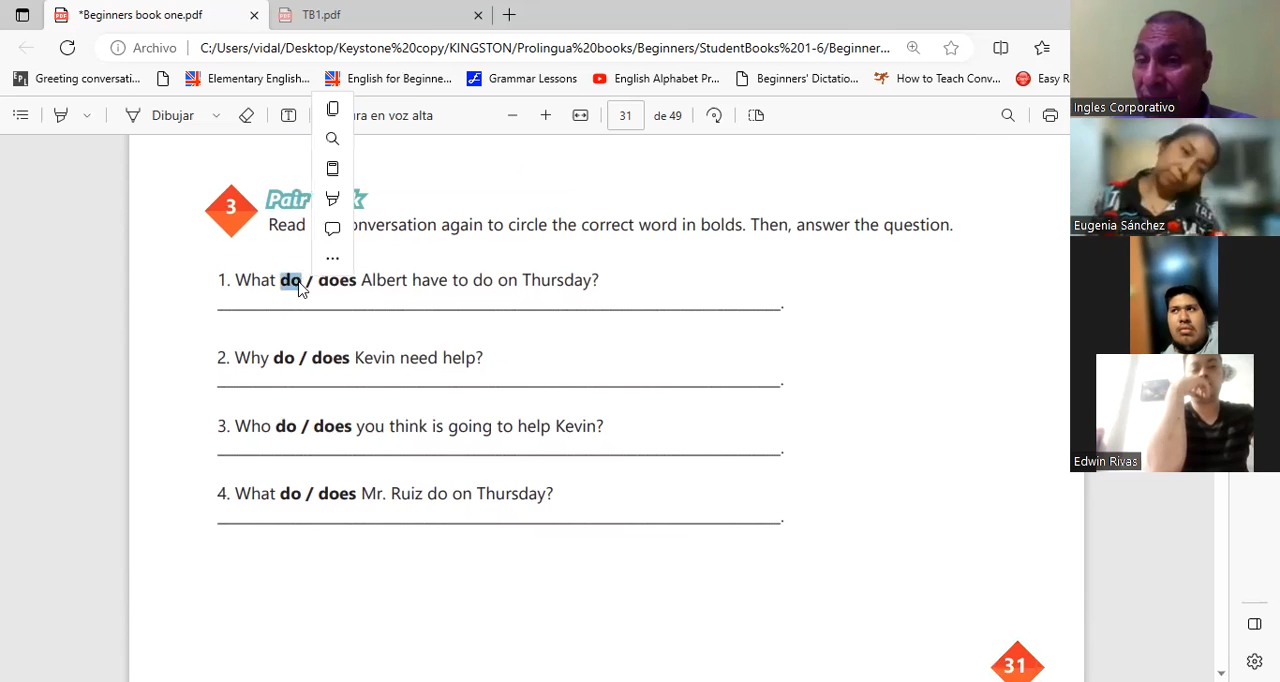 *Beginners book one.pdf
TB1.pdf
Archivo
C:/Users/vidal/Desktop/Keystone%20copy/KINGSTON/Prolingua%20books/Beginners/StudentBooks%201-6/Beginner...
Greeting conversati...
Elementary English...
English for Beginne...
Grammar Lessons
English Alphabet Pr...
Beginners' Dictatio...
How to Teach Conv...
Easy R
Dibujar
ura en voz alta
31
de 49
3
Pair k
Read onversation again to circle the correct word in bolds. Then, answer the question.
1. What do / does Albert have to do on Thursday?
2. Why do / does Kevin need help?
3. Who do / does you think is going to help Kevin?
4. What do / does Mr. Ruiz do on Thursday?
31
Ingles Corporativo
Eugenia Sánchez
Edwin Rivas